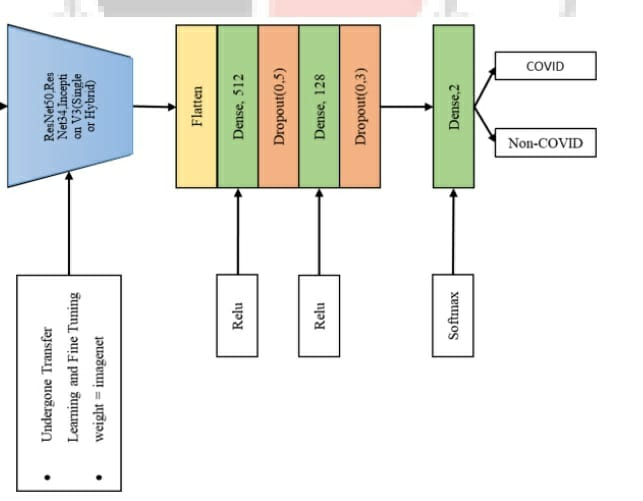 ResNet50,Res
Net34,Incepti
on V3(Single
or Hybrid)
Flatten
Dense, 512
Dropout(0,5)
Dense, 128
Dropout(0,3)
Dense,2
COVID
Non-COVID
• Undergone Transfer
Learning and Fine Tuning
• weight = imagenet
Relu
Relu
Softmax